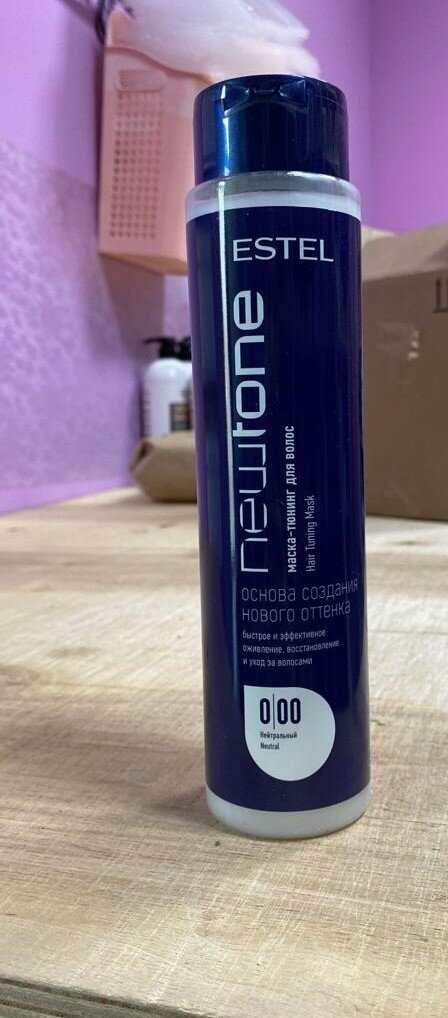 ESTEL
newtone
маска-тюнинг для волос
Hair Tuning Mask
основа создания
нового оттенка
Быстрое и эффективное
оживление, восстановление
и уход за волосами
0|00
Нейтральный
Neutral